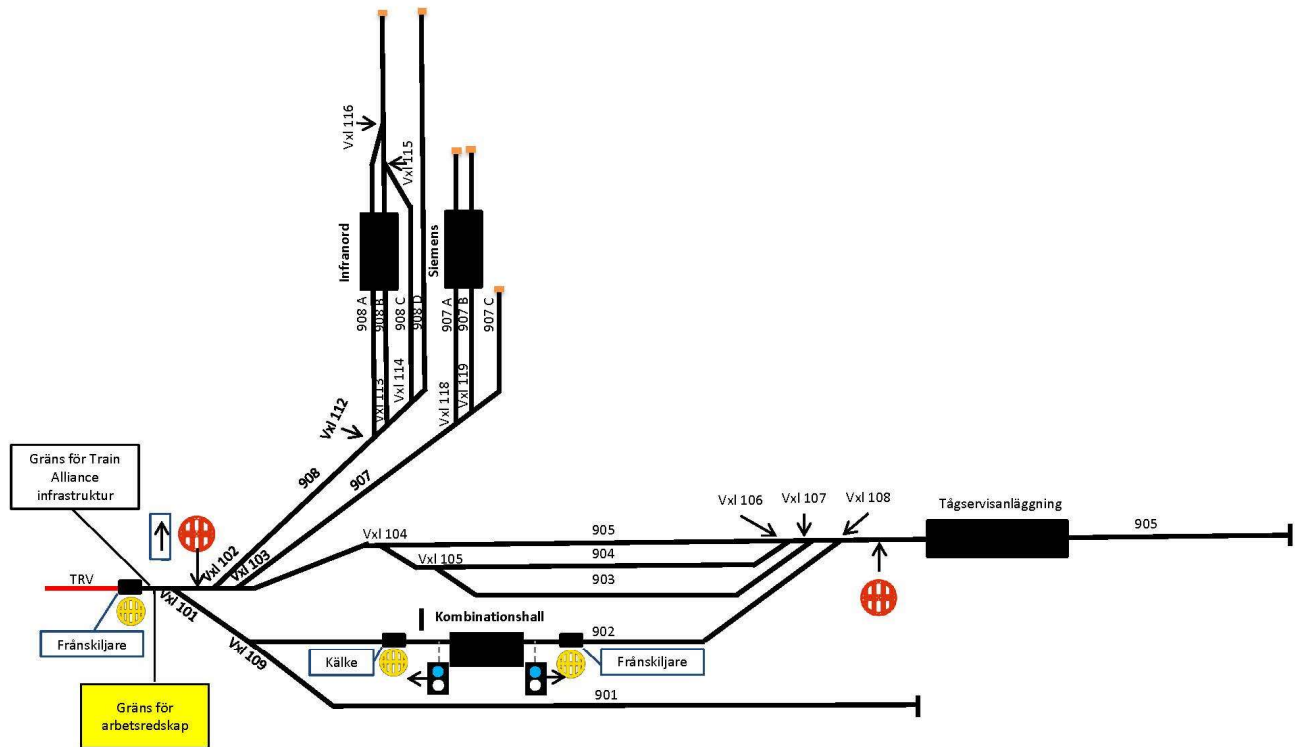 Vxl 116
Vxl 115
Infranord
Siemens
908 A
908 B
908 C
908 D
907 A
907 B
907 C
Vxl 112
Vxl 113
Vxl 114
Vxl 118
Vxl 119
Gräns för Train
Alliance
infrastruktur
908
907
Vxl 106
Vxl 107
Vxl 108
Tågservisanläggning
Vxl 104
905
905
Vxl 102
Vxl 103
Vxl 105
904
903
TRV
Vxl 101
Frånskiljare
Vxl 109
Kombinationshall
902
Kälke
Frånskiljare
901
Gräns för
arbetsredskap